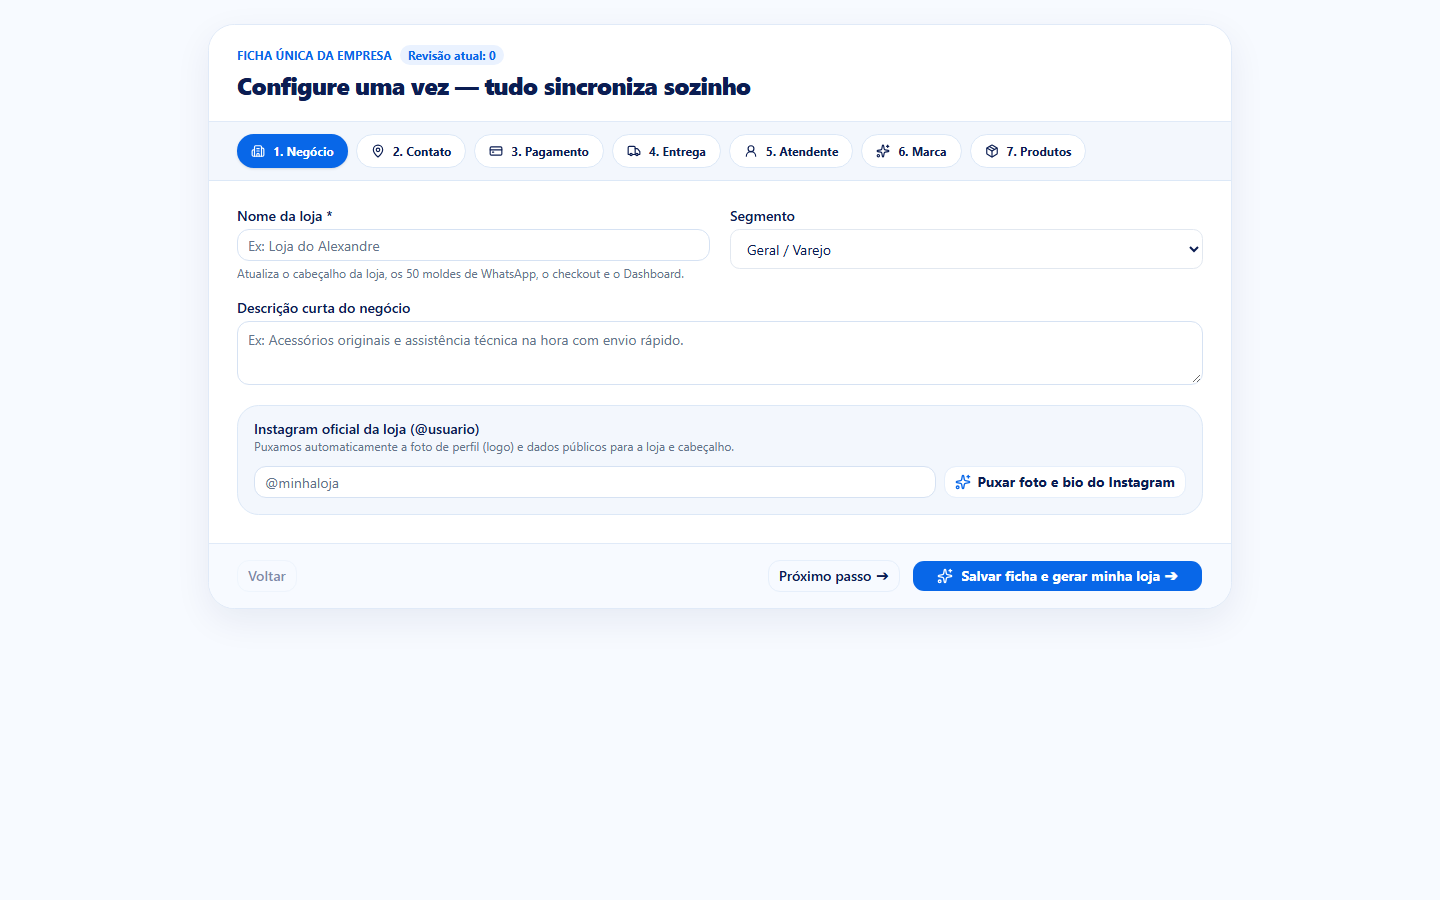 FICHA ÚNICA DA EMPRESA Revisão atual: 0
Configure uma vez — tudo sincroniza sozinho
1. Negócio 2. Contato 3. Pagamento 4. Entrega 5. Atendente 6. Marca 7. Produtos
Nome da loja *
Ex: Loja do Alexandre
Atualiza o cabeçalho da loja, os 50 moldes de WhatsApp, o checkout e o Dashboard.
Segmento
Geral / Varejo
Descrição curta do negócio
Ex: Acessórios originais e assistência técnica na hora com envio rápido.
Instagram oficial da loja (@usuario)
Puxamos automaticamente a foto de perfil (logo) e dados públicos para a loja e cabeçalho.
@minhaloja Puxar foto e bio do Instagram
Voltar Próximo passo → Salvar ficha e gerar minha loja →